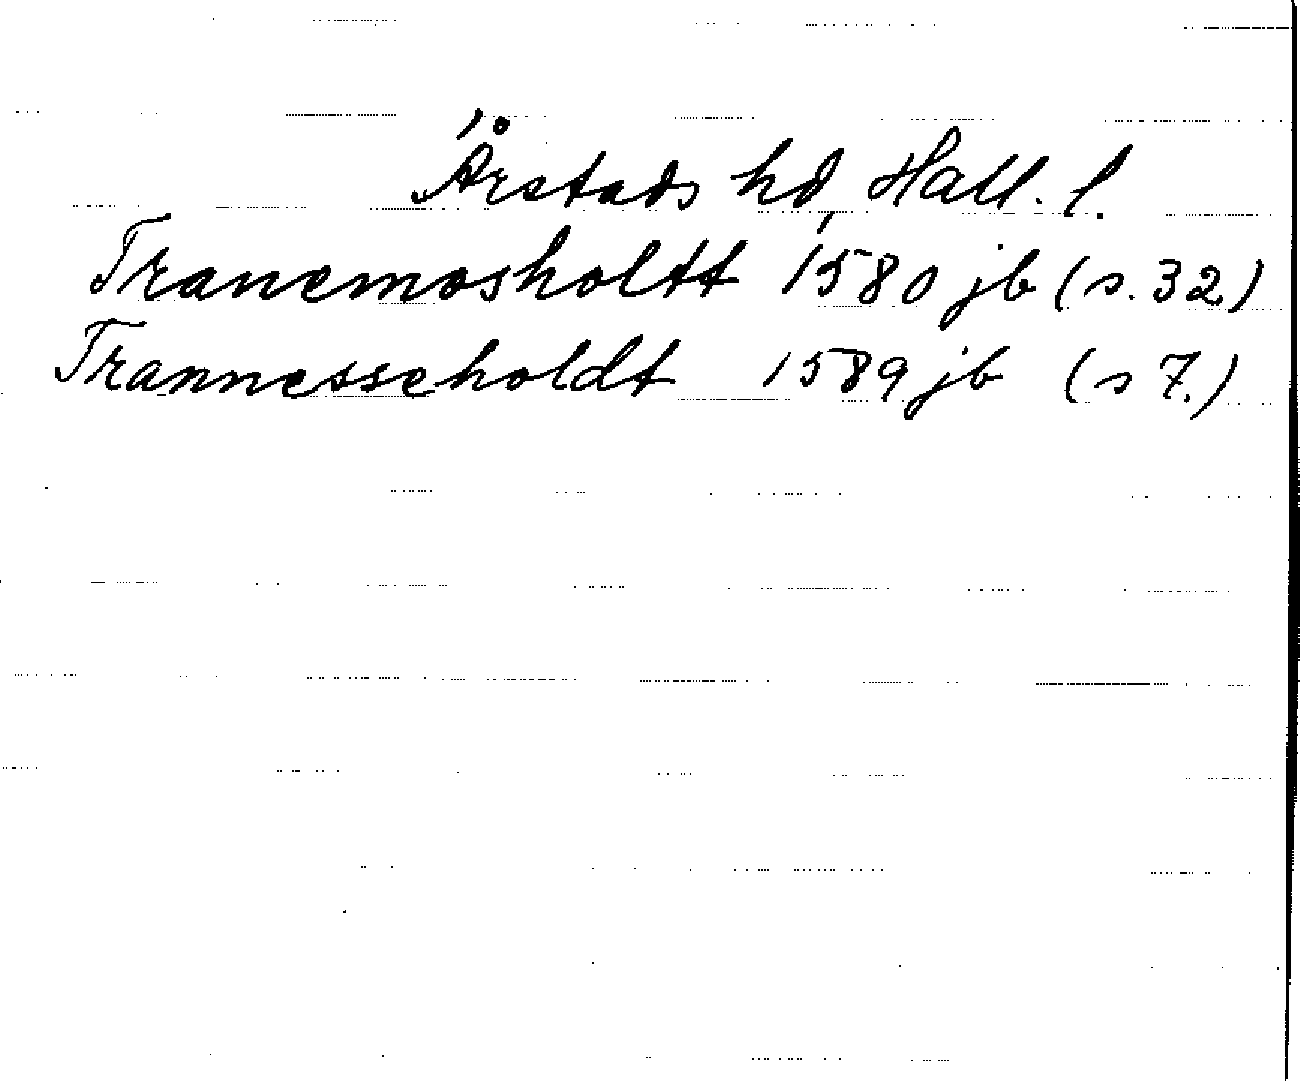 Årstads hd, Hall. l.
Tranemosholtt 1580 jb (s. 32)
Trannesseholdt 1589 jb (s 7.)